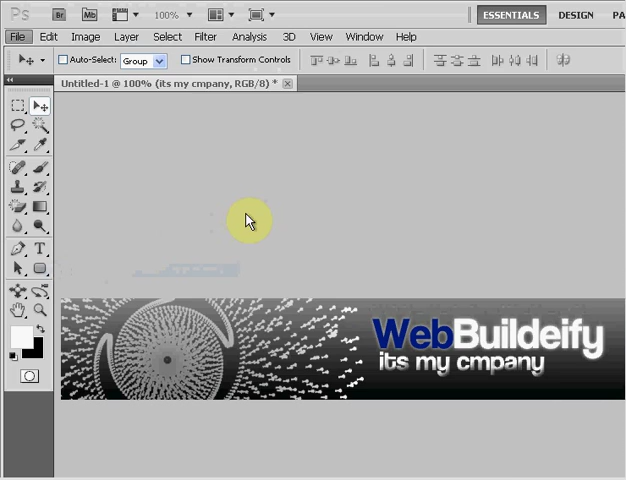 Ps Br Mb 100% ESSENTIALS DESIGN PA
File Edit Image Layer Select Filter Analysis 3D View Window Help
Auto-Select: Group Show Transform Controls
Untitled-1 @ 100% (its my cmpany, RGB/8) *
T
WebBuildeify
its my cmpany